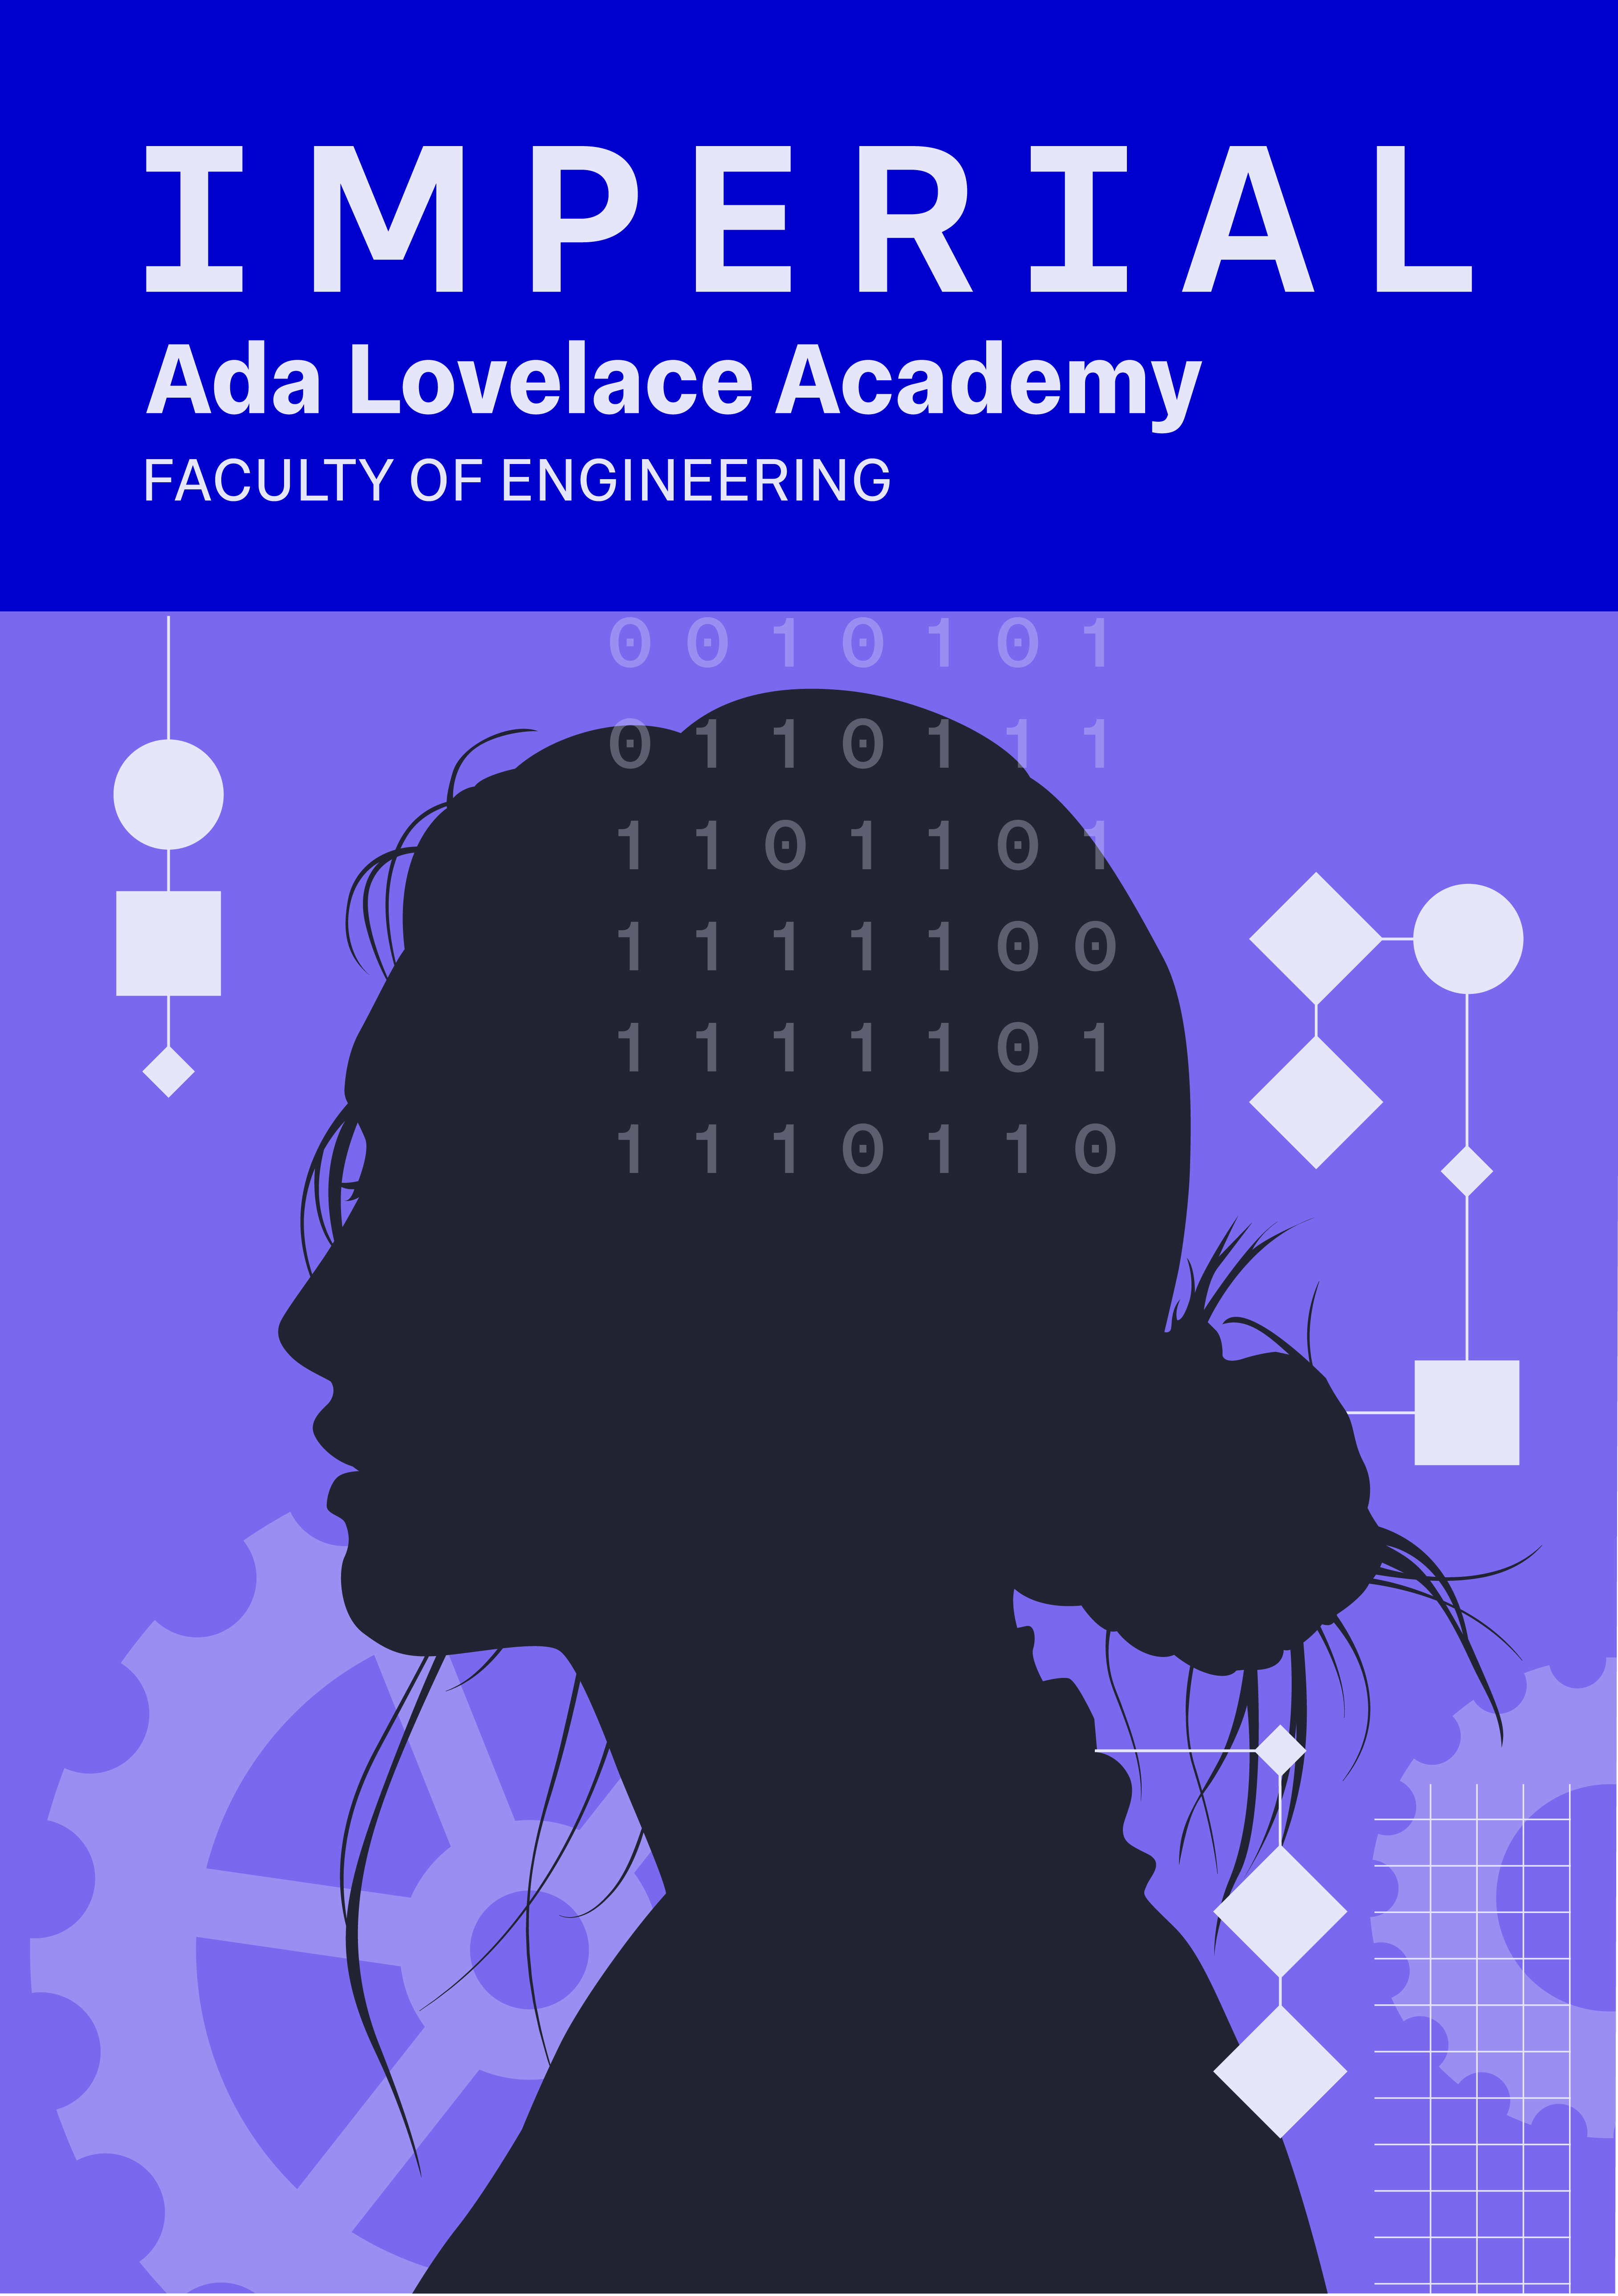 IMPERIAL
Ada Lovelace Academy
FACULTY OF ENGINEERING
0 0 1 0 1 0 1
0 1 1 0 1 1 1
1 1 0 1 1 0 1
1 1 1 1 1 0 0
1 1 1 1 1 0 1
1 1 1 0 1 1 0